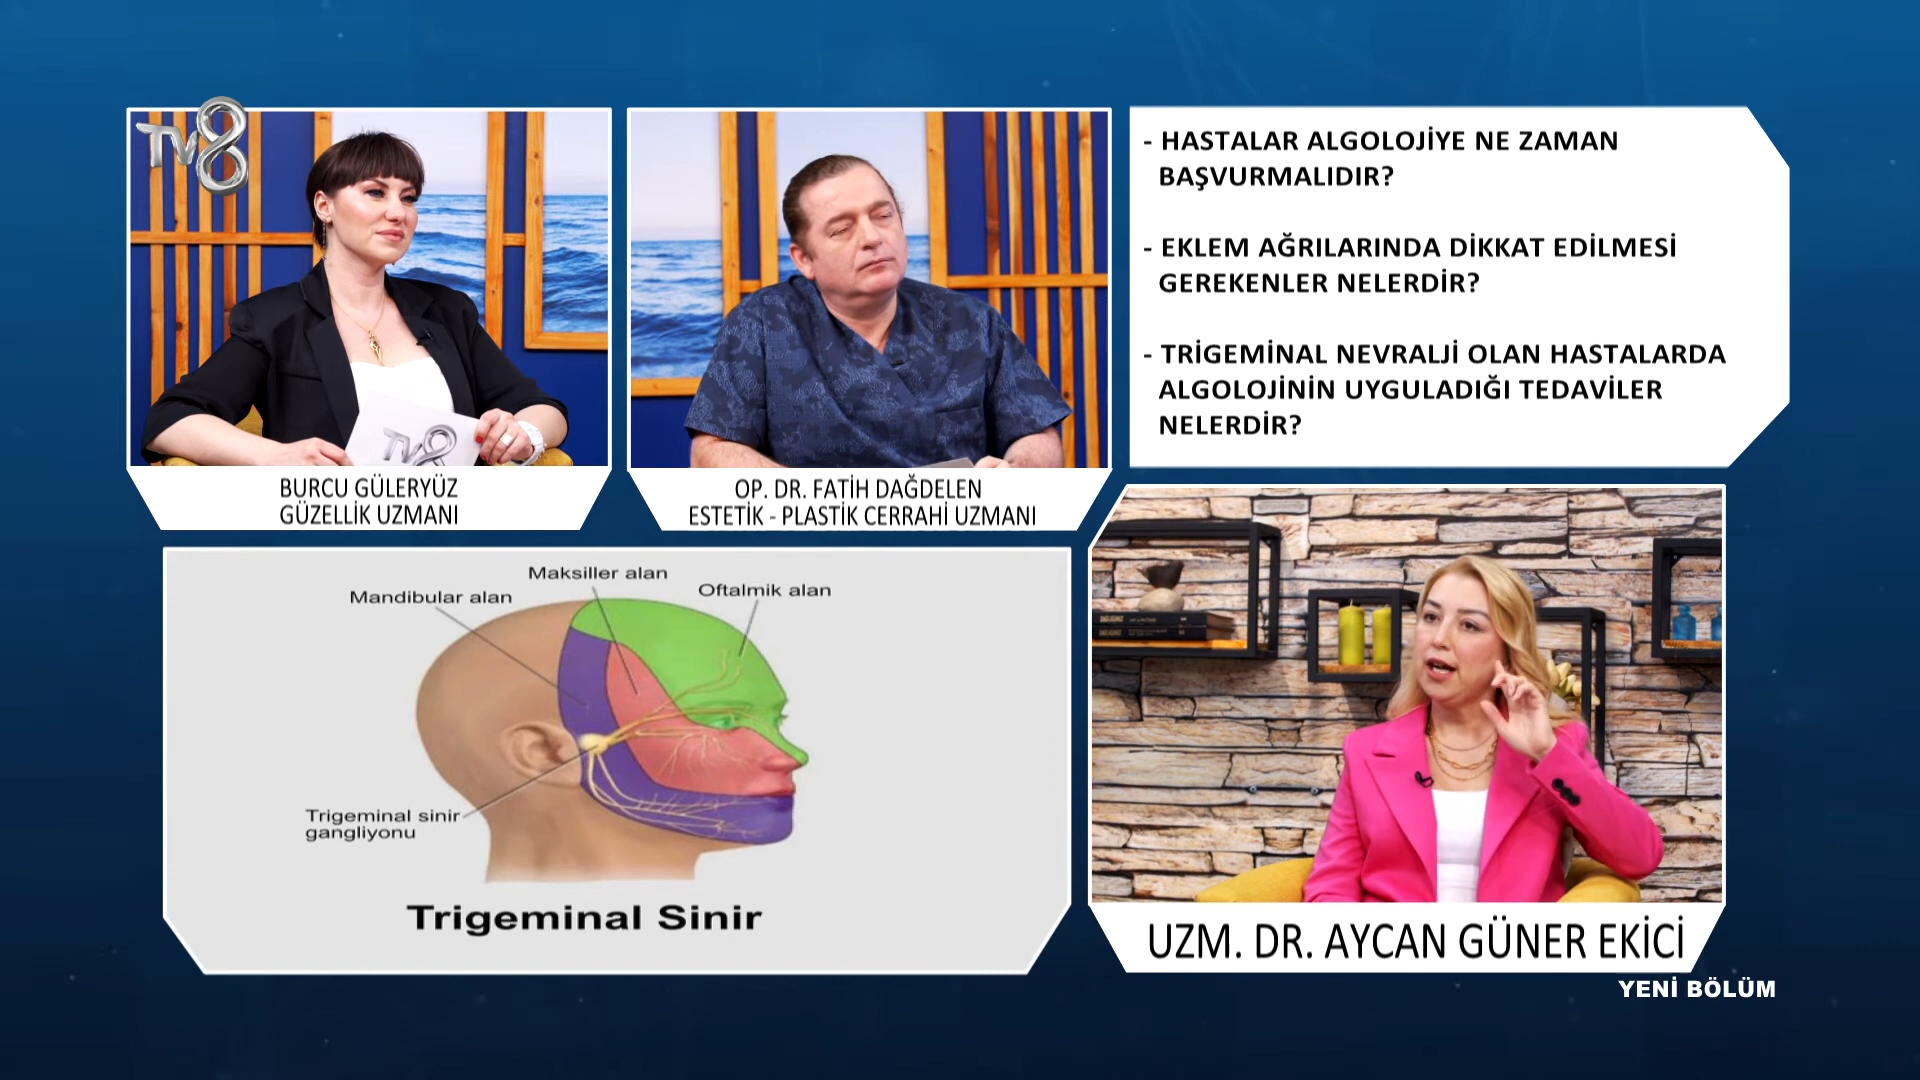 TV8
TV8
BURCU GÜLERYÜZ
GÜZELLİK UZMANI
OP. DR. FATİH DAĞDELEN
ESTETİK - PLASTİK CERRAHİ UZMANI
- HASTALAR ALGOLOJİYE NE ZAMAN
BAŞVURMALIDIR?
- EKLEM AĞRILARINDA DİKKAT EDİLMESİ
GEREKENLER NELERDİR?
- TRİGEMİNAL NEVRALJİ OLAN HASTALARDA
ALGOLOJİNİN UYGULADIĞI TEDAVİLER
NELERDİR?
Maksiller alan
Oftalmik alan
Mandibular alan
Trigeminal sinir
gangliyonu
Trigeminal Sinir
UZM. DR. AYCAN GÜNER EKİCİ
YENİ BÖLÜM